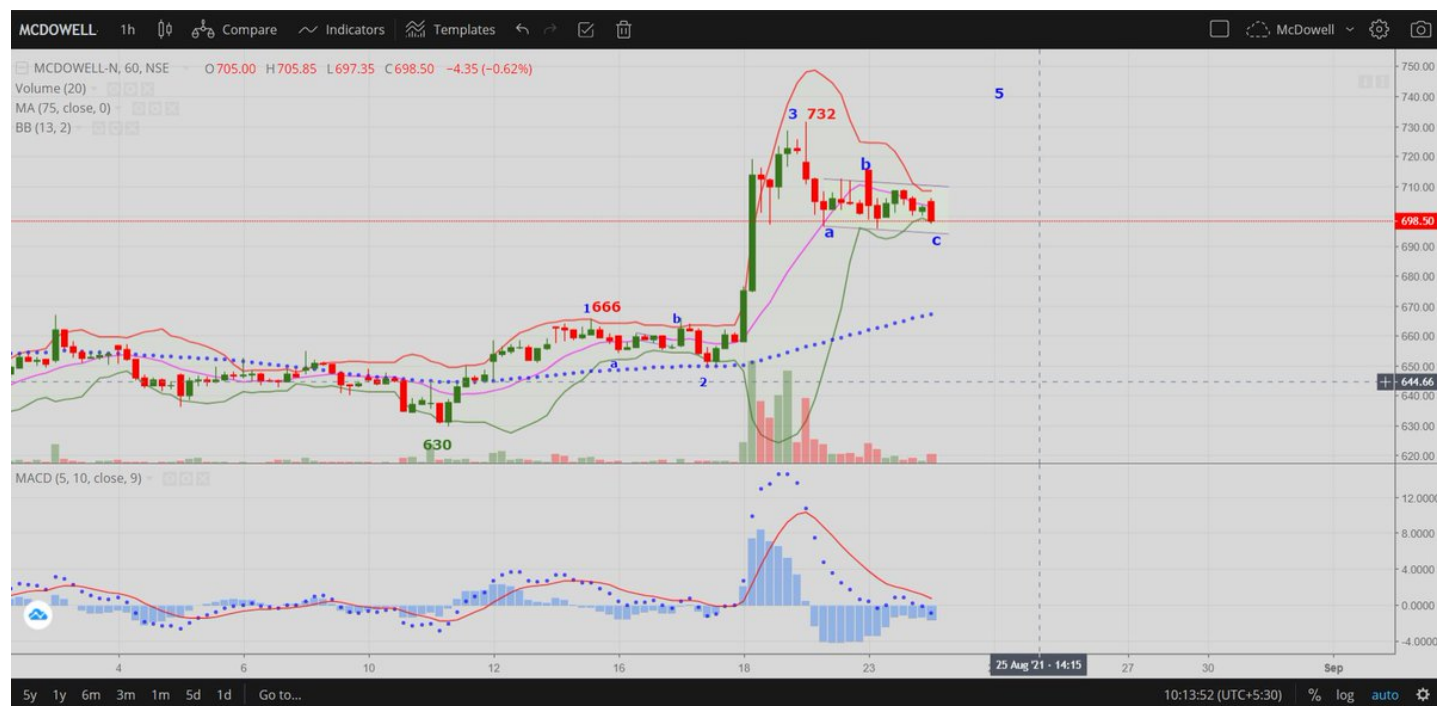 MCDOWELL 1h Compare Indicators Templates McDowell
MCDOWELL-N, 60, NSE O705.00 H705.85 L697.35 C698.50 −4.35 (−0.62%)
Volume (20)
MA (75, close, 0)
BB (13, 2)
750.00
740.00
730.00
720.00
710.00
698.50
690.00
680.00
670.00
660.00
650.00
644.66
640.00
630.00
620.00
5
3 732
b
a
c
1 666
b
a
2
630
MACD (5, 10, close, 9)
12.0000
8.0000
4.0000
0.0000
-4.0000
4 6 10 12 16 18 23 25 Aug '21 - 14:15 27 30 Sep
5y 1y 6m 3m 1m 5d 1d Go to... 10:13:52 (UTC+5:30) % log auto